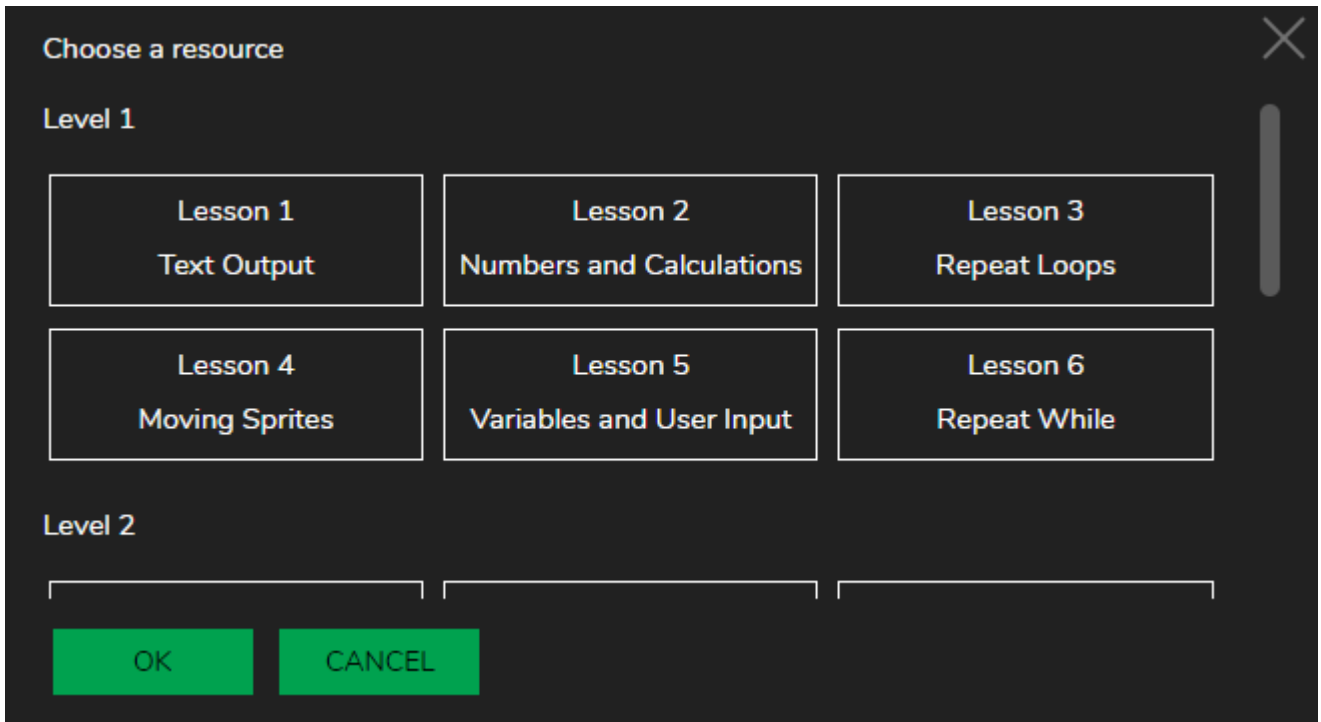 Choose a resource
Level 1
Lesson 1
Text Output
Lesson 2
Numbers and Calculations
Lesson 3
Repeat Loops
Lesson 4
Moving Sprites
Lesson 5
Variables and User Input
Lesson 6
Repeat While
Level 2
OK
CANCEL